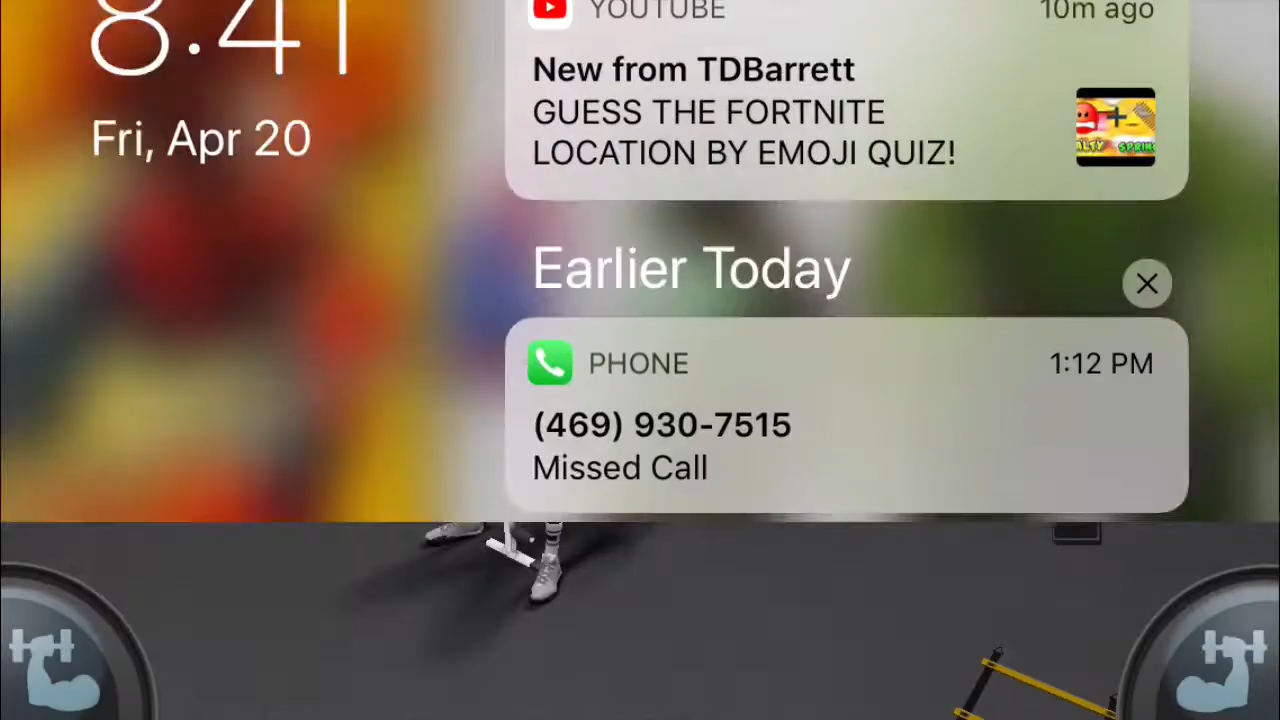 8:41
Fri, Apr 20
YOUTUBE
10m ago
New from TDBarrett
GUESS THE FORTNITE
LOCATION BY EMOJI QUIZ!
Earlier Today
PHONE
1:12 PM
(469) 930-7515
Missed Call